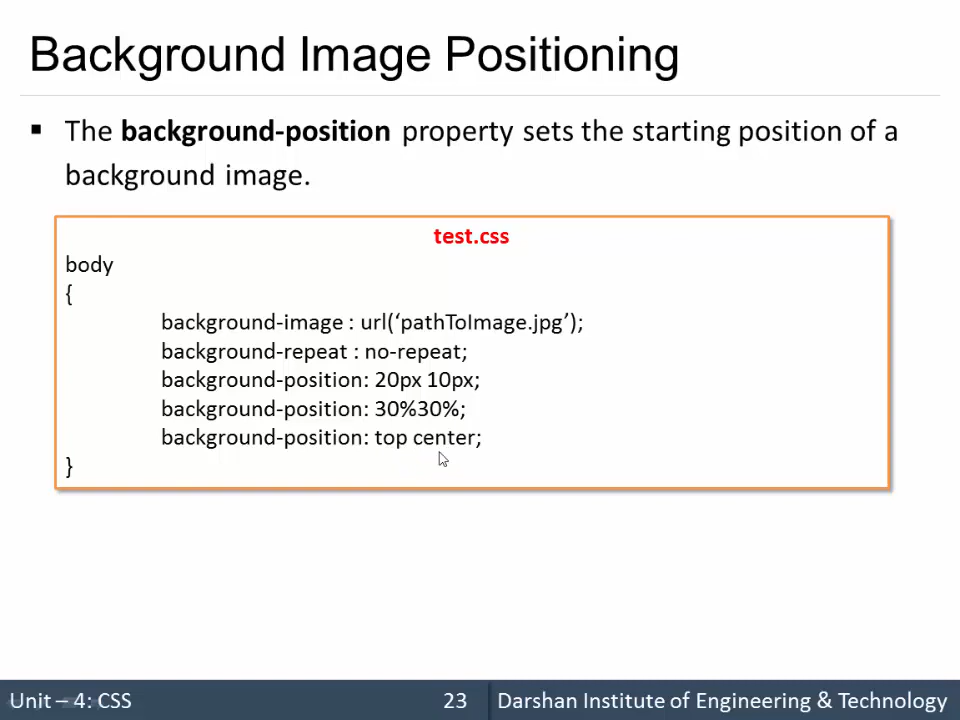 Background Image Positioning
▪ The background-position property sets the starting position of a
background image.
test.css
body
{
background-image : url(‘pathToImage.jpg’);
background-repeat : no-repeat;
background-position: 20px 10px;
background-position: 30%30%;
background-position: top center;
}
Unit – 4: CSS 23 Darshan Institute of Engineering & Technology